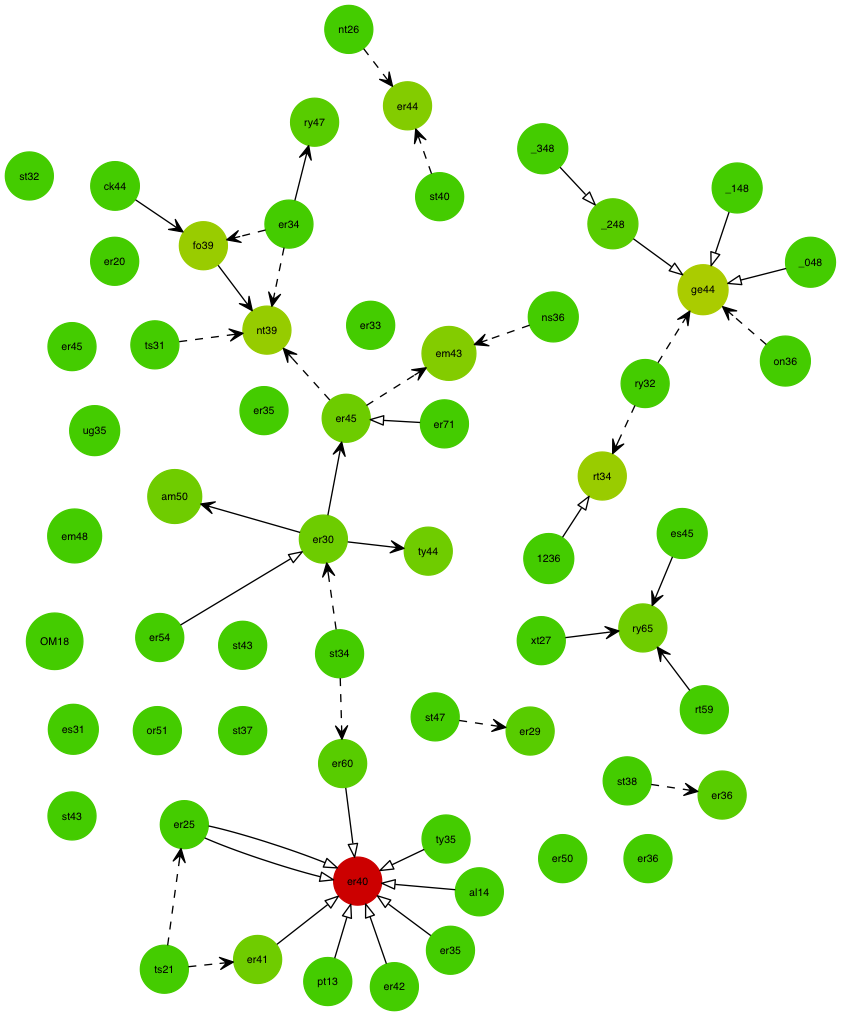 nt26
er44
ry47
_348
st32
ck44
st40
_148
er34
_248
fo39
er20
_048
ge44
er33
ns36
nt39
er45
ts31
em43
on36
ry32
er35
er45
er71
ug35
rt34
am50
em48
er30
ty44
es45
1236
OM18
er54
st43
st34
xt27
ry65
rt59
es31
or51
st37
st47
er29
er60
st38
er36
st43
er25
ty35
er50
er36
er40
al14
er41
er35
ts21
pt13
er42